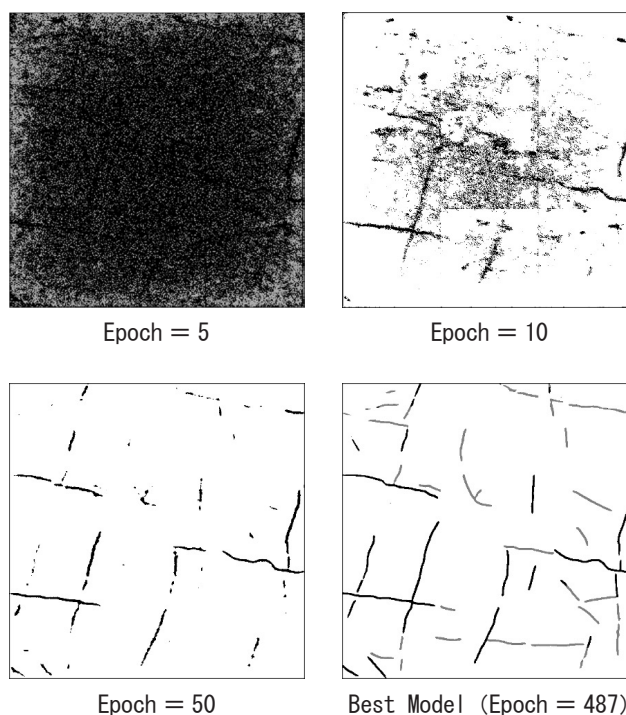 Epoch = 5
Epoch = 10
Epoch = 50
Best Model (Epoch = 487)